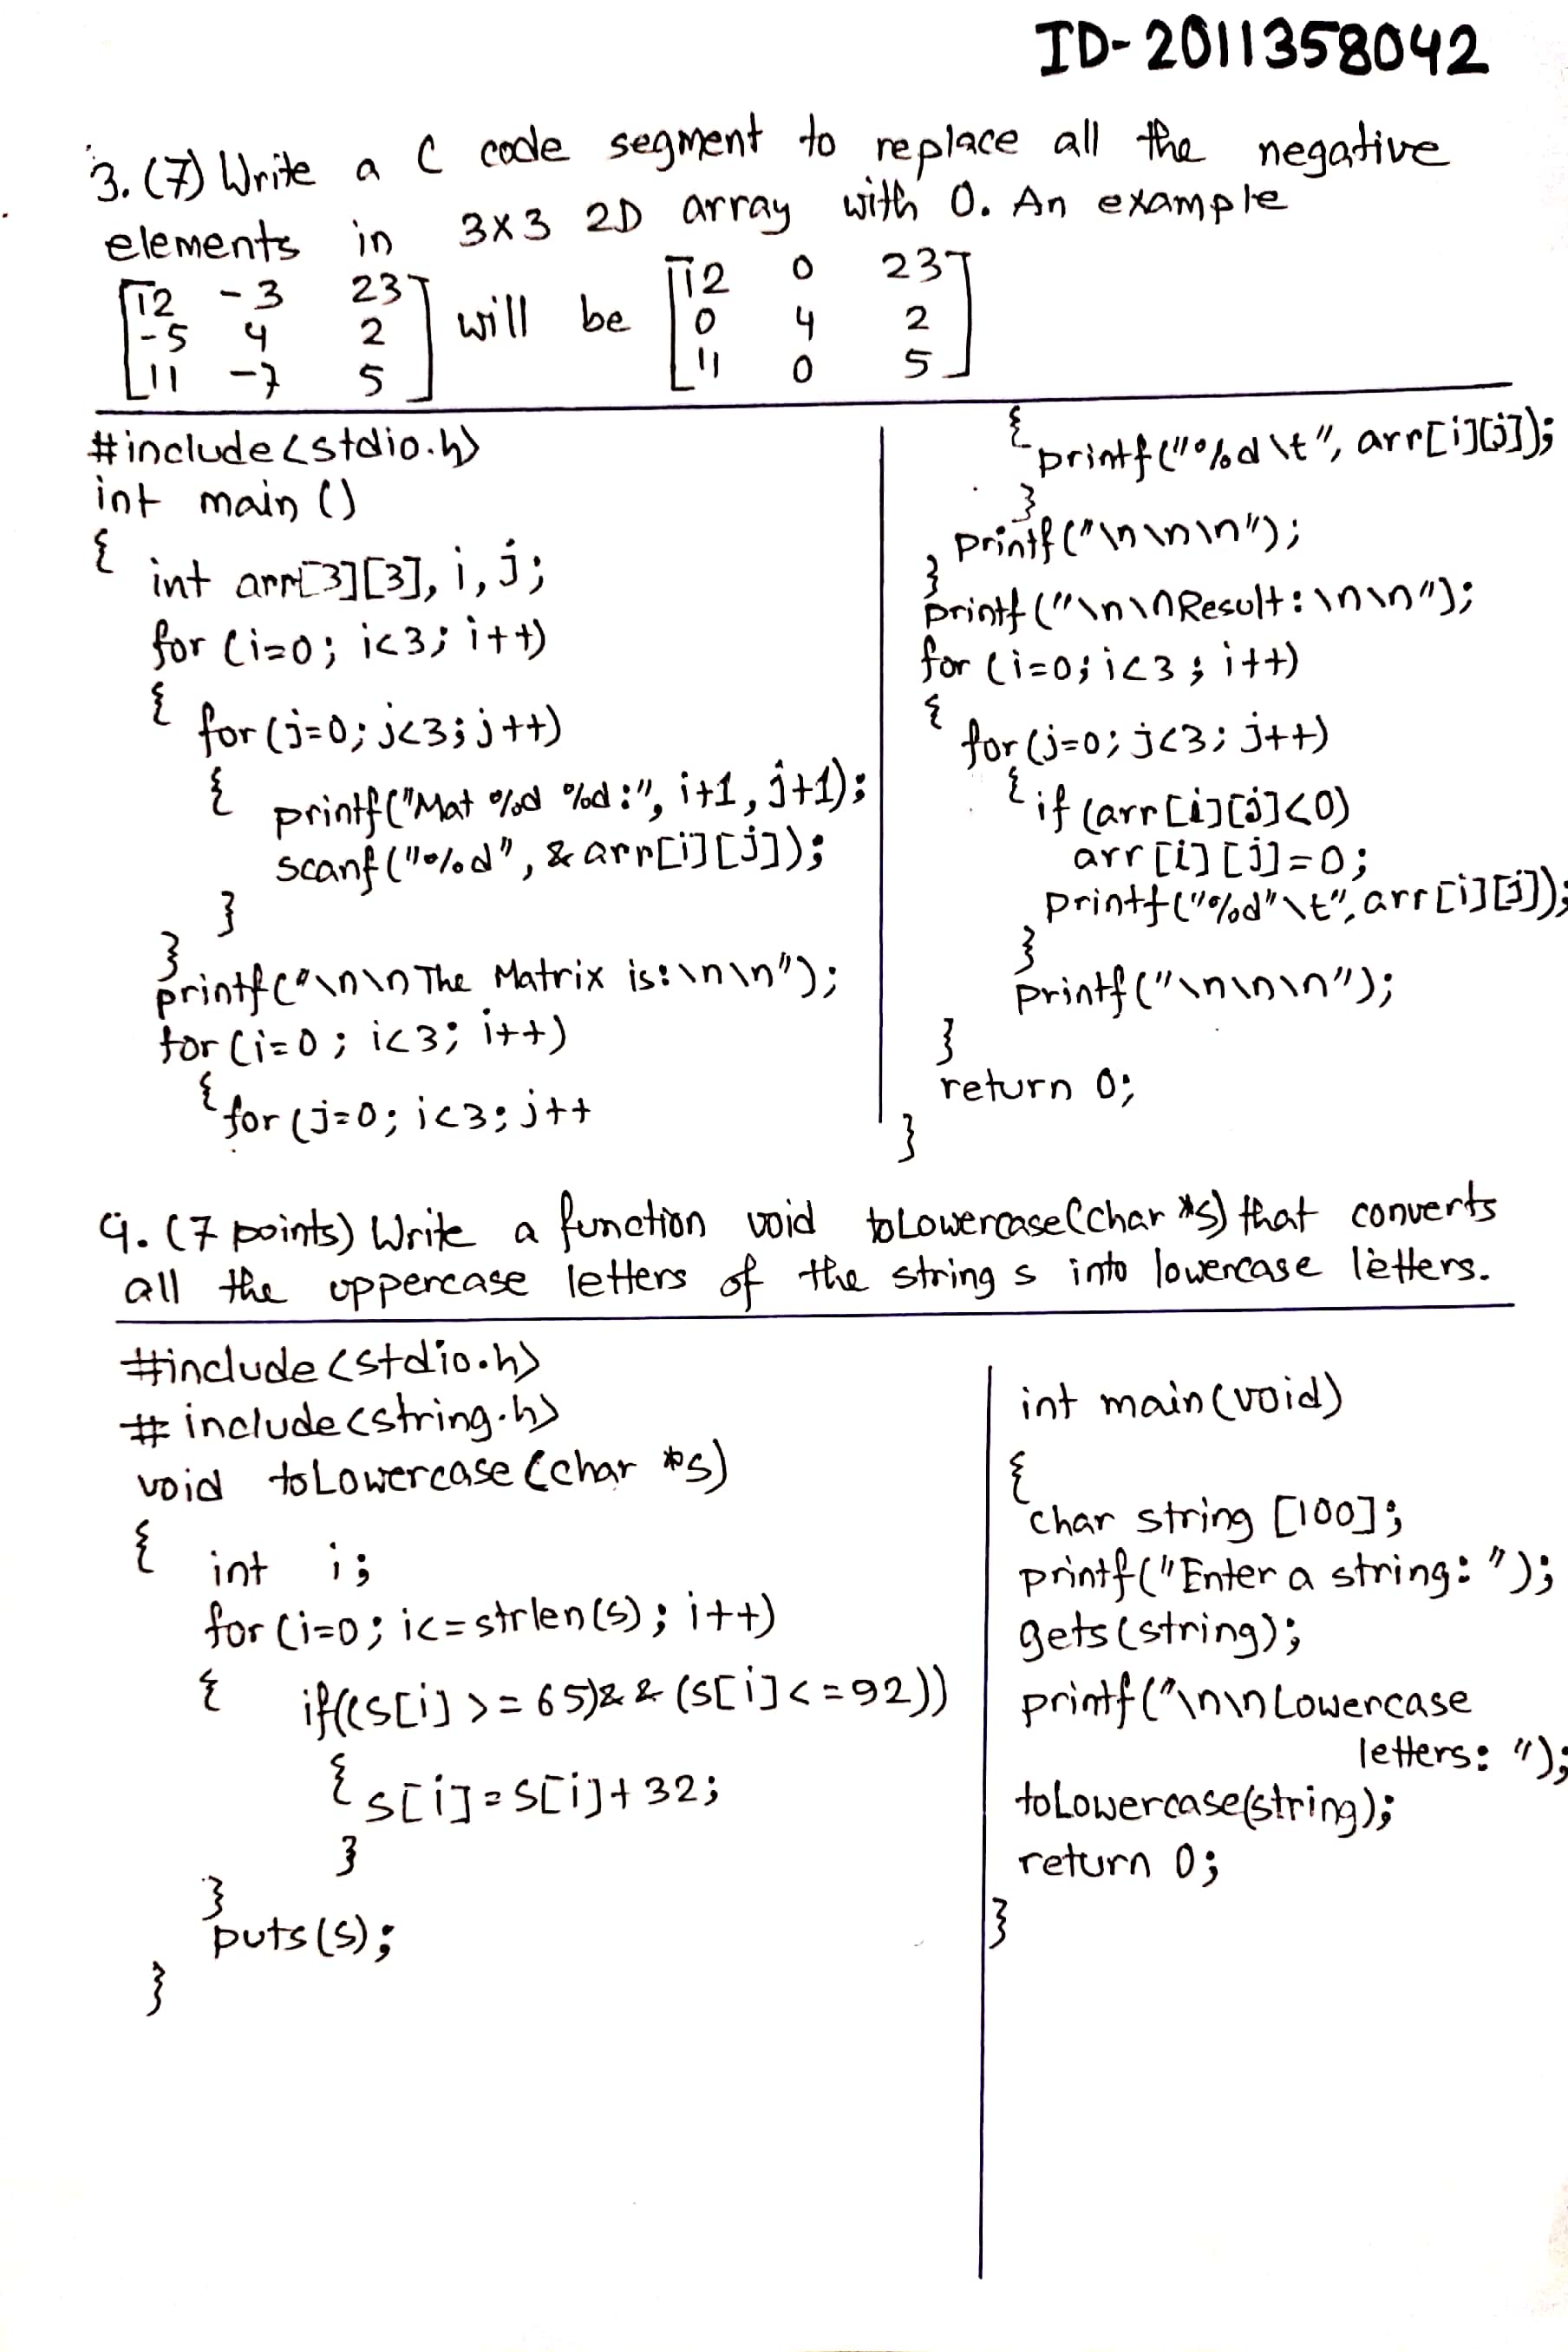 ID-2011358042
3. (7) Write a C code segment to replace all the negative
elements in 3x3 2D array with 0. An example
12 -3 23
-5 4 2
11 -7 5
will be
12 0 23
0 4 2
11 0 5
#include<stdio.h>
int main ()
{
int arr[3][3], i, j;
for (i=0; i<3; i++)
{
for (j=0; j<3; j++)
{
printf("Mat %d %d:", i+1, j+1);
scanf("%d", &arr[i][j]);
}
}
printf("\n\n The Matrix is: \n\n");
for (i=0; i<3; i++)
{
for (j=0; i<3; j++
{
printf("%d\t", arr[i][j]);
}
printf("\n\n\n");
}
printf("\n\nResult: \n\n");
for (i=0; i<3; i++)
{
for (j=0; j<3; j++)
{ if (arr[i][j]<0)
arr[i][j]=0;
printf("%d"\t", arr[i][j]);
}
printf("\n\n\n");
}
return 0;
}
4. (7 points) Write a function void toLowercase(char *s) that converts
all the uppercase letters of the string s into lowercase letters.
#include<stdio.h>
#include<string.h>
void toLowercase (char *s)
{
int i;
for (i=0; i<=strlen(s); i++)
{
if((s[i] >= 65)&& (s[i]<=92))
{ s[i]=s[i]+32;
}
}
puts(s);
}
int main(void)
{
char string [100];
printf("Enter a string: ");
gets(string);
printf("\n\nLowercase
letters: ");
toLowercase(string);
return 0;
}